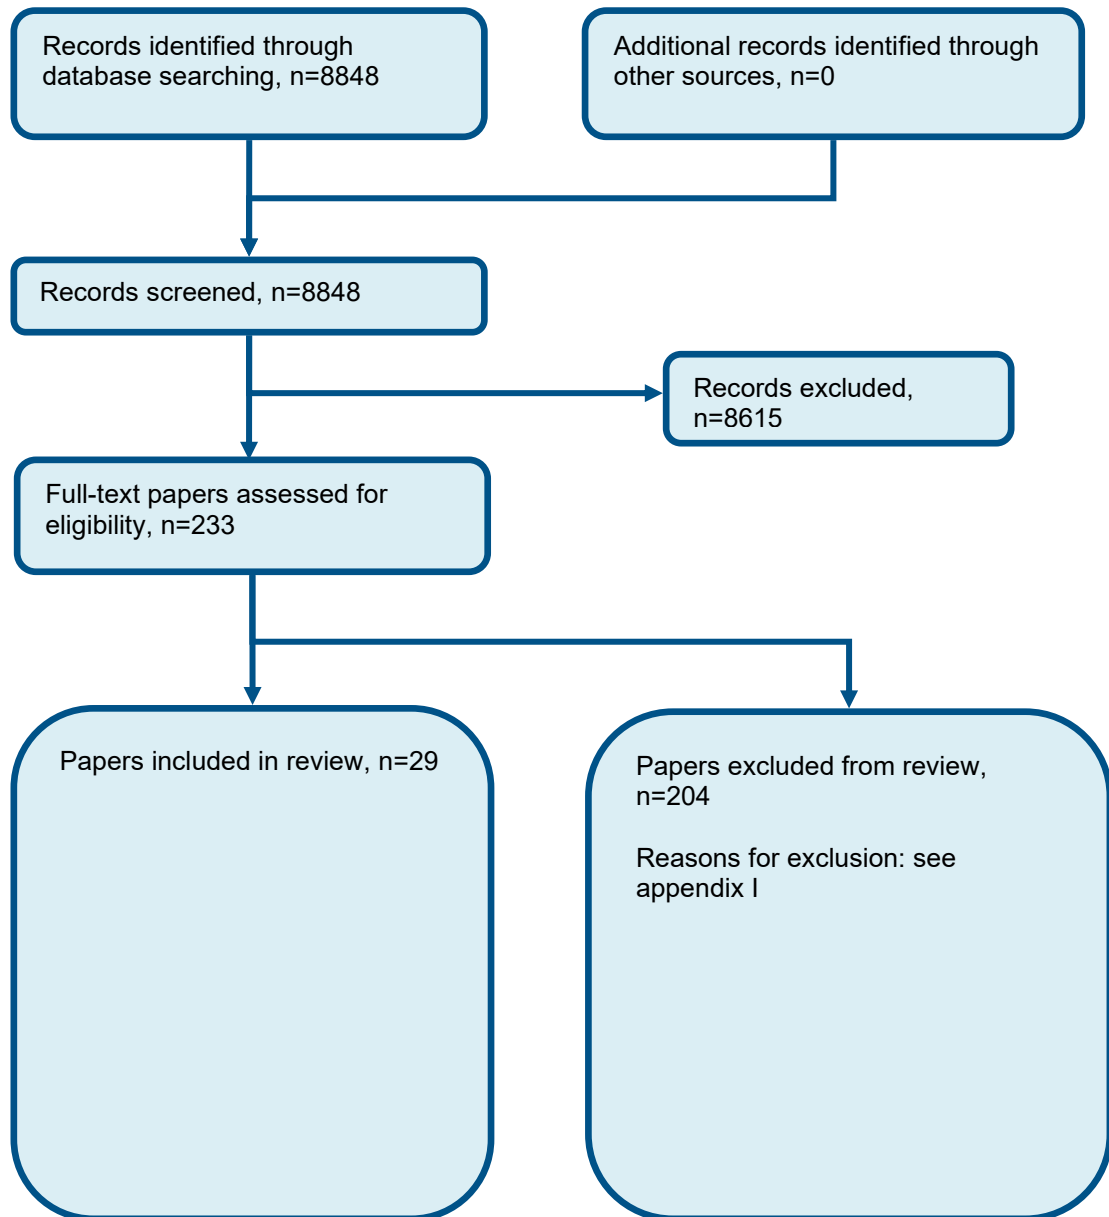 Records identified through
database searching, n=8848
Additional records identified through
other sources, n=0
Records screened, n=8848
Records excluded,
n=8615
Full-text papers assessed for
eligibility, n=233
Papers included in review, n=29
Papers excluded from review,
n=204
Reasons for exclusion: see
appendix I